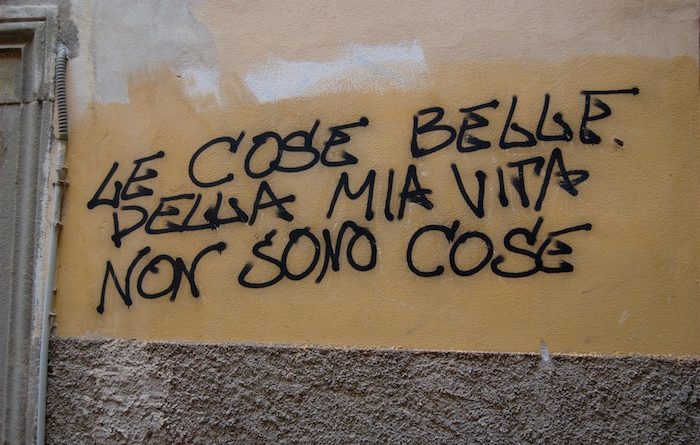 LE COSE BELLE.
DELLA MIA VITA
NON SONO COSE